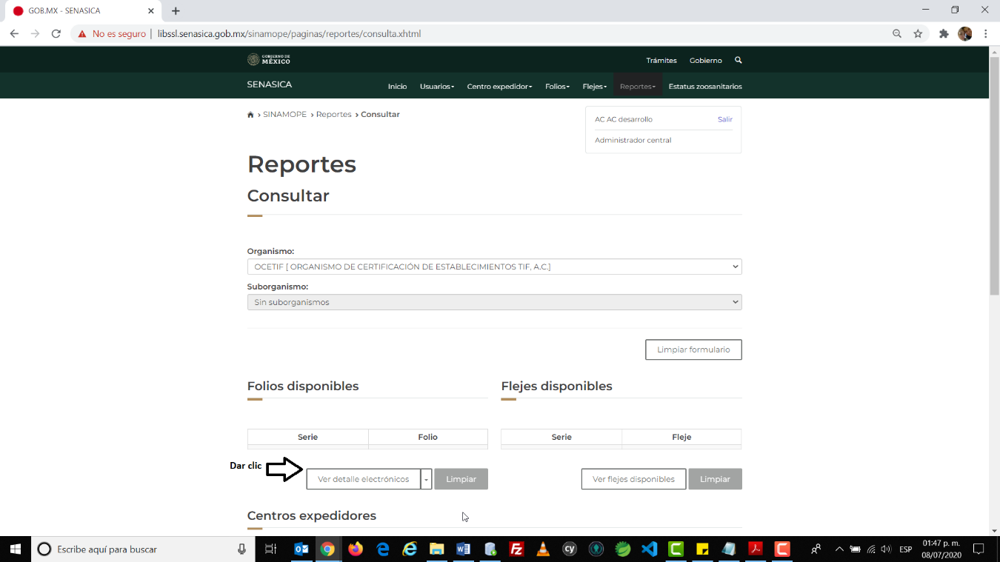 GOB.MX - SENASICA
No es seguro | libssl.senasica.gob.mx/sinamope/paginas/reportes/consulta.xhtml
GOBIERNO DE MÉXICO
Trámites Gobierno
SENASICA
Inicio Usuarios Centro expedidor Folios Flejes Reportes Estatus zoosanitarios
> SINAMOPE > Reportes > Consultar
AC AC desarrollo Salir
Administrador central
Reportes
Consultar
Organismo:
OCETIF [ ORGANISMO DE CERTIFICACIÓN DE ESTABLECIMIENTOS TIF, A.C.]
Suborganismo:
Sin suborganismos
Limpiar formulario
Folios disponibles Flejes disponibles
Serie Folio Serie Fleje
Dar clic
Ver detalle electrónicos Limpiar Ver flejes disponibles Limpiar
Centros expedidores
Escribe aquí para buscar
ESP
01:47 p. m.
08/07/2020